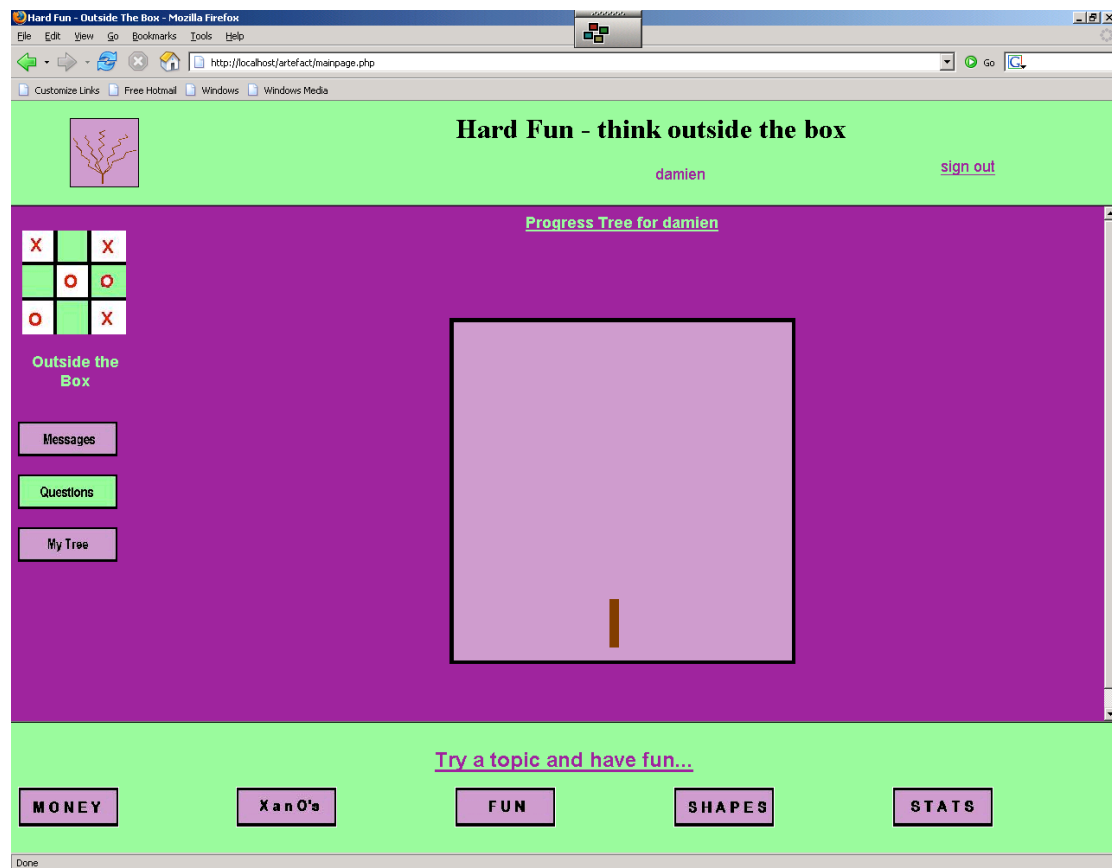 Hard Fun - Outside The Box - Mozilla Firefox
File Edit View Go Bookmarks Tools Help
http://localhost/artefact/mainpage.php Go G
Customize Links Free Hotmail Windows Windows Media
Hard Fun - think outside the box
damien sign out
Progress Tree for damien
X X
O O
O X
Outside the
Box
Messages
Questions
My Tree
Try a topic and have fun...
MONEY X an O's FUN SHAPES STATS
Done